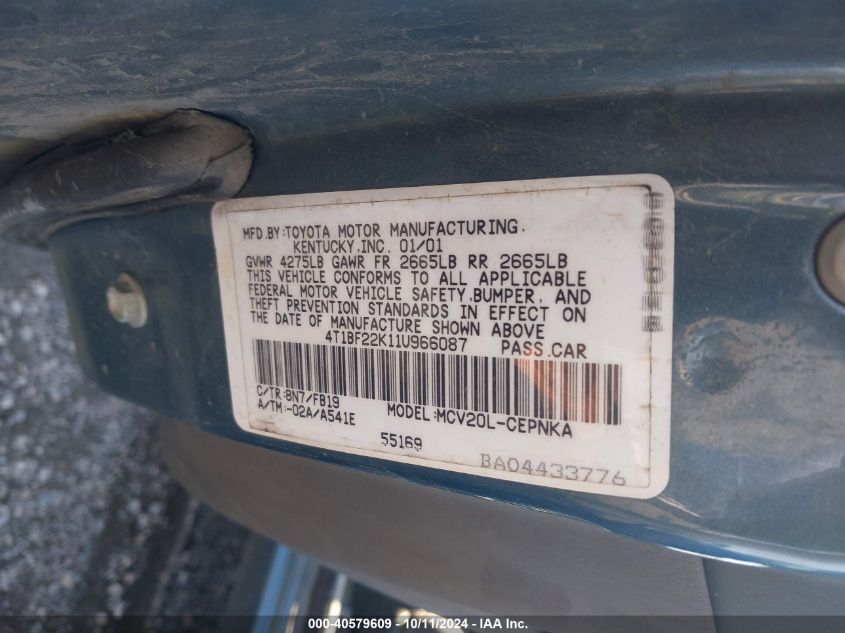 MFD.BY:TOYOTA MOTOR MANUFACTURING,
KENTUCKY,INC. 01/01
GVWR 4275LB GAWR FR 2665LB RR 2665LB
THIS VEHICLE CONFORMS TO ALL APPLICABLE
FEDERAL MOTOR VEHICLE SAFETY,BUMPER, AND
THEFT PREVENTION STANDARDS IN EFFECT ON
THE DATE OF MANUFACTURE SHOWN ABOVE
4T1BF22K11U966087 PASS.CAR
C/TR:8N7/FB19
A/TM:-02A/A541E MODEL:MCV20L-CEPNKA
55169
BA04433776
000-40579609 - 10/11/2024 - IAAI.COM